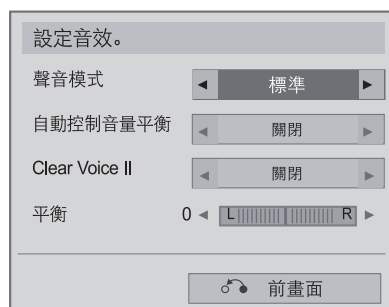 設定音效。
聲音模式 ◄ 標準 ►
自動控制音量平衡 ◄ 關閉 ►
Clear Voice II ◄ 關閉 ►
平衡 0 ◄ L R ►
前畫面